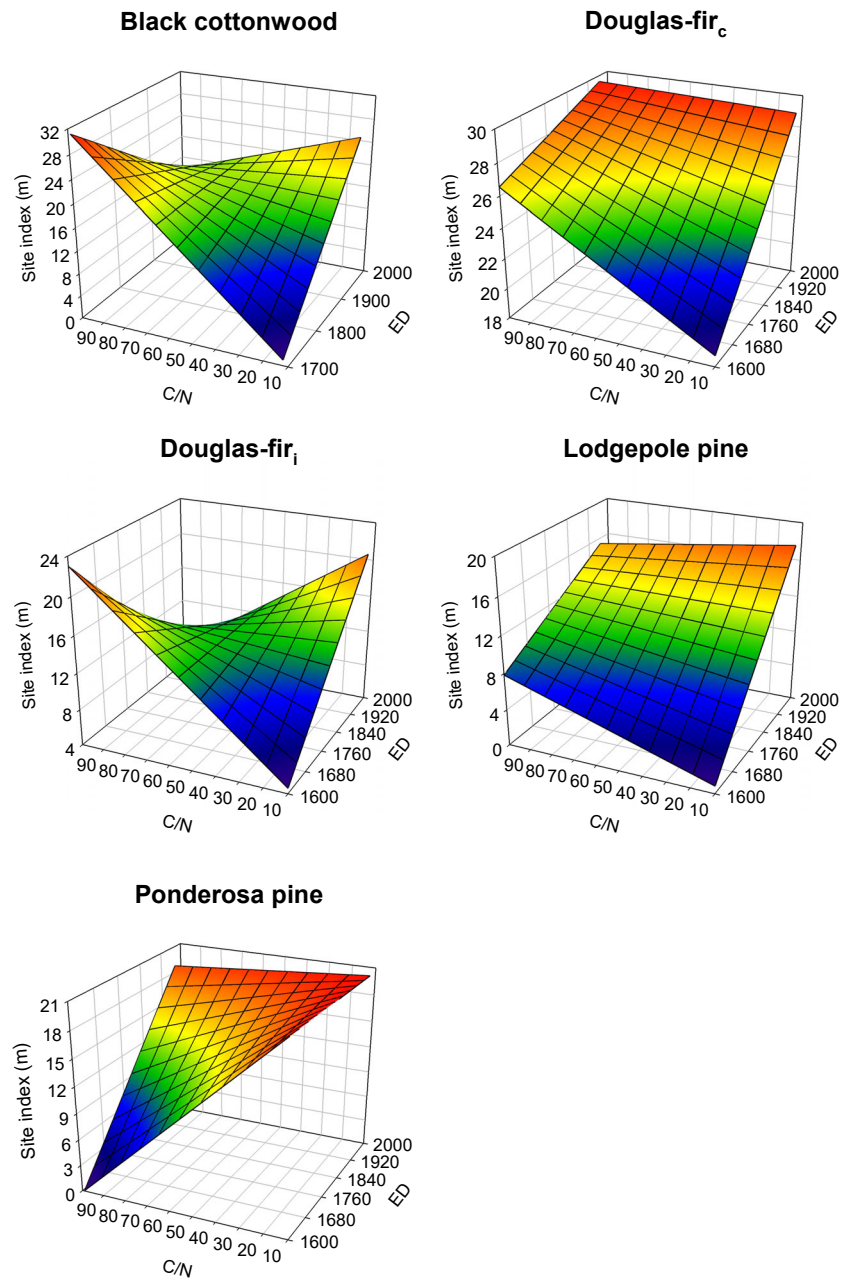 Black cottonwood
Site index (m)
32
28
24
20
16
12
8
4
0
90 80 70 60 50 40 30 20 10
C/N
1700
1800
1900
2000
ED
Douglas-firc
Site index (m)
30
28
26
24
22
20
18
90 80 70 60 50 40 30 20 10
C/N
1600
1680
1760
1840
1920
2000
ED
Douglas-firi
Site index (m)
24
20
16
12
8
4
90 80 70 60 50 40 30 20 10
C/N
1600
1680
1760
1840
1920
2000
ED
Lodgepole pine
Site index (m)
20
16
12
8
4
0
90 80 70 60 50 40 30 20 10
C/N
1600
1680
1760
1840
1920
2000
ED
Ponderosa pine
Site index (m)
21
18
15
12
9
6
3
0
90 80 70 60 50 40 30 20 10
C/N
1600
1680
1760
1840
1920
2000
ED